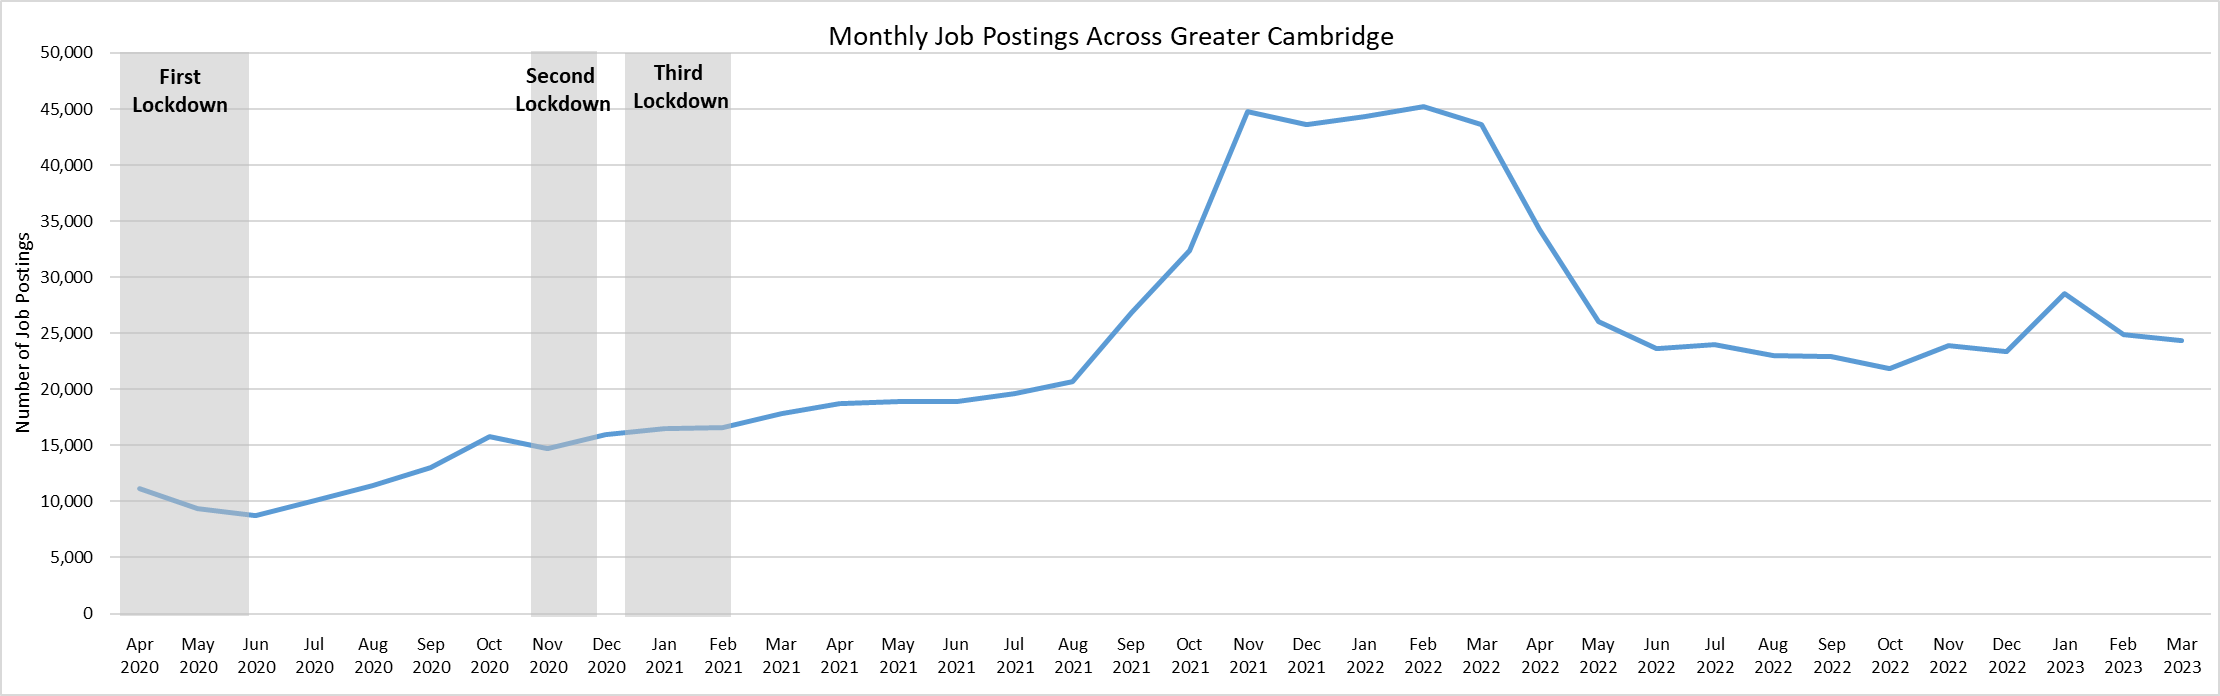 Monthly Job Postings Across Greater Cambridge
50,000
45,000
40,000
35,000
30,000
25,000
20,000
15,000
10,000
5,000
0
Number of Job Postings
First
Lockdown
Second
Lockdown
Third
Lockdown
Apr May Jun Jul Aug Sep Oct Nov Dec Jan Feb Mar Apr May Jun Jul Aug Sep Oct Nov Dec Jan Feb Mar Apr May Jun Jul Aug Sep Oct Nov Dec Jan Feb Mar
2020 2020 2020 2020 2020 2020 2020 2020 2020 2021 2021 2021 2021 2021 2021 2021 2021 2021 2021 2021 2021 2022 2022 2022 2022 2022 2022 2022 2022 2022 2022 2022 2022 2023 2023 2023